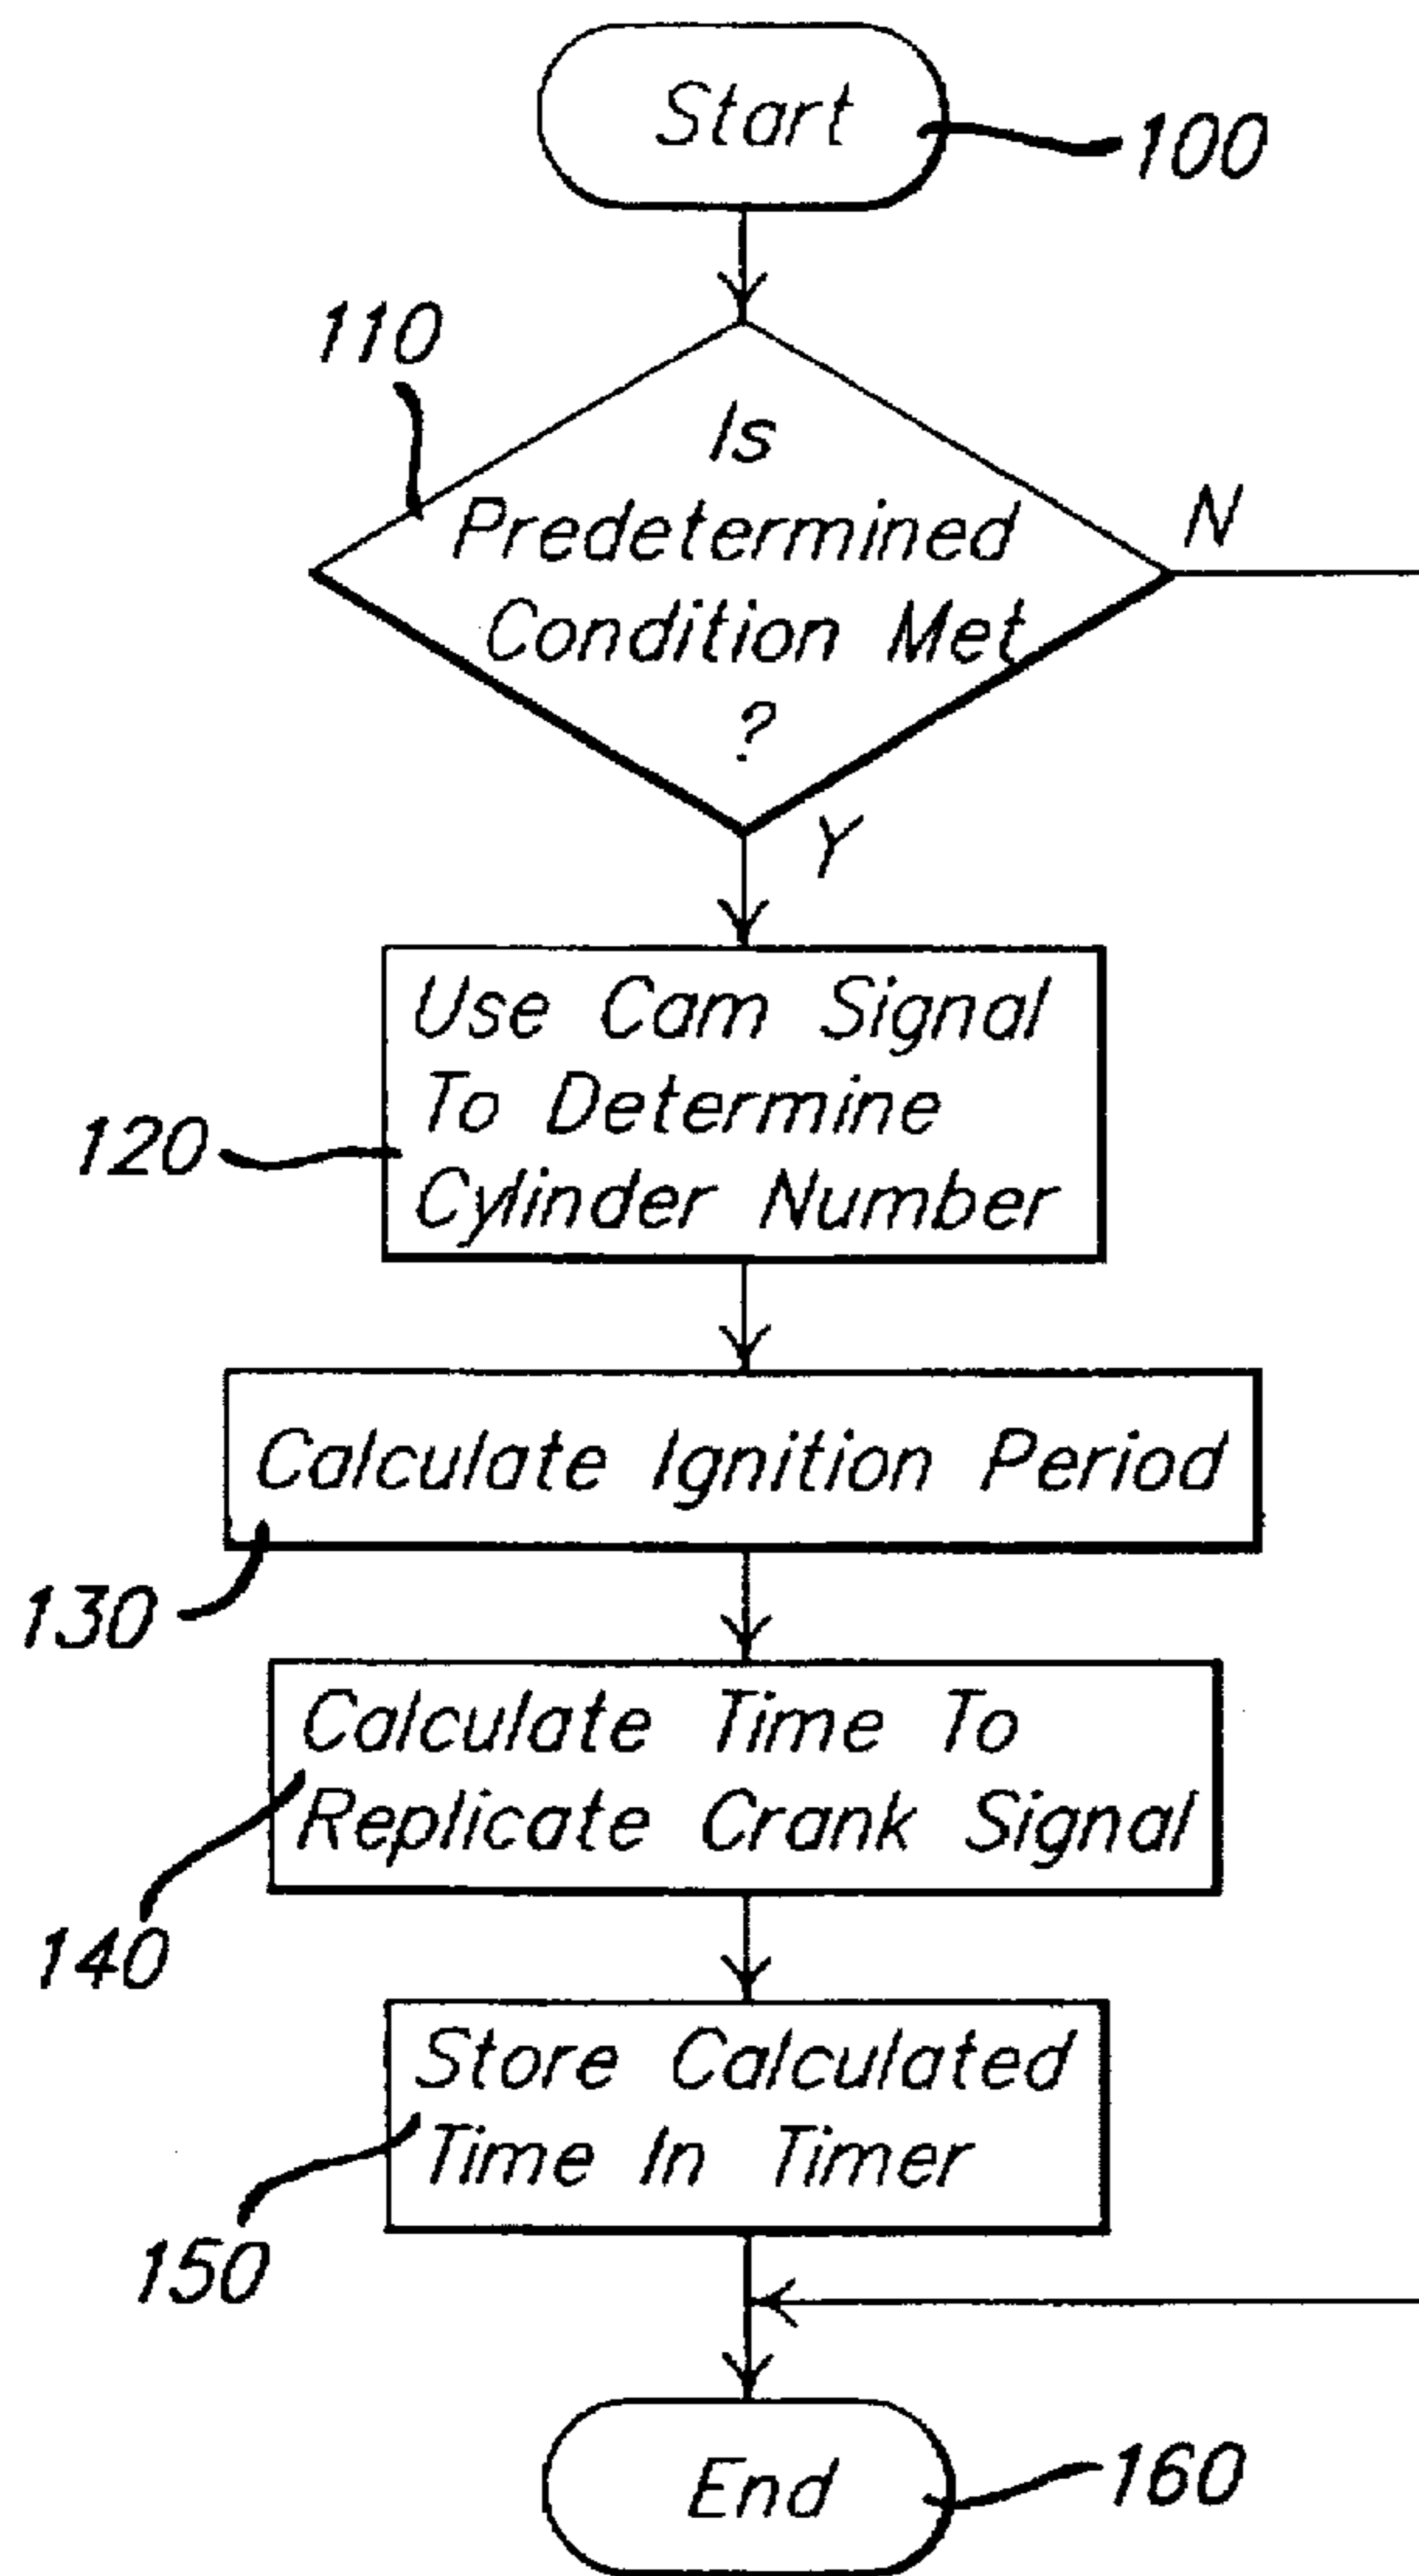 Start
100
110
Is
Predetermined
Condition Met
?
N
Y
Use Cam Signal
To Determine
Cylinder Number
120
Calculate Ignition Period
130
Calculate Time To
Replicate Crank Signal
140
Store Calculated
Time In Timer
150
End
160